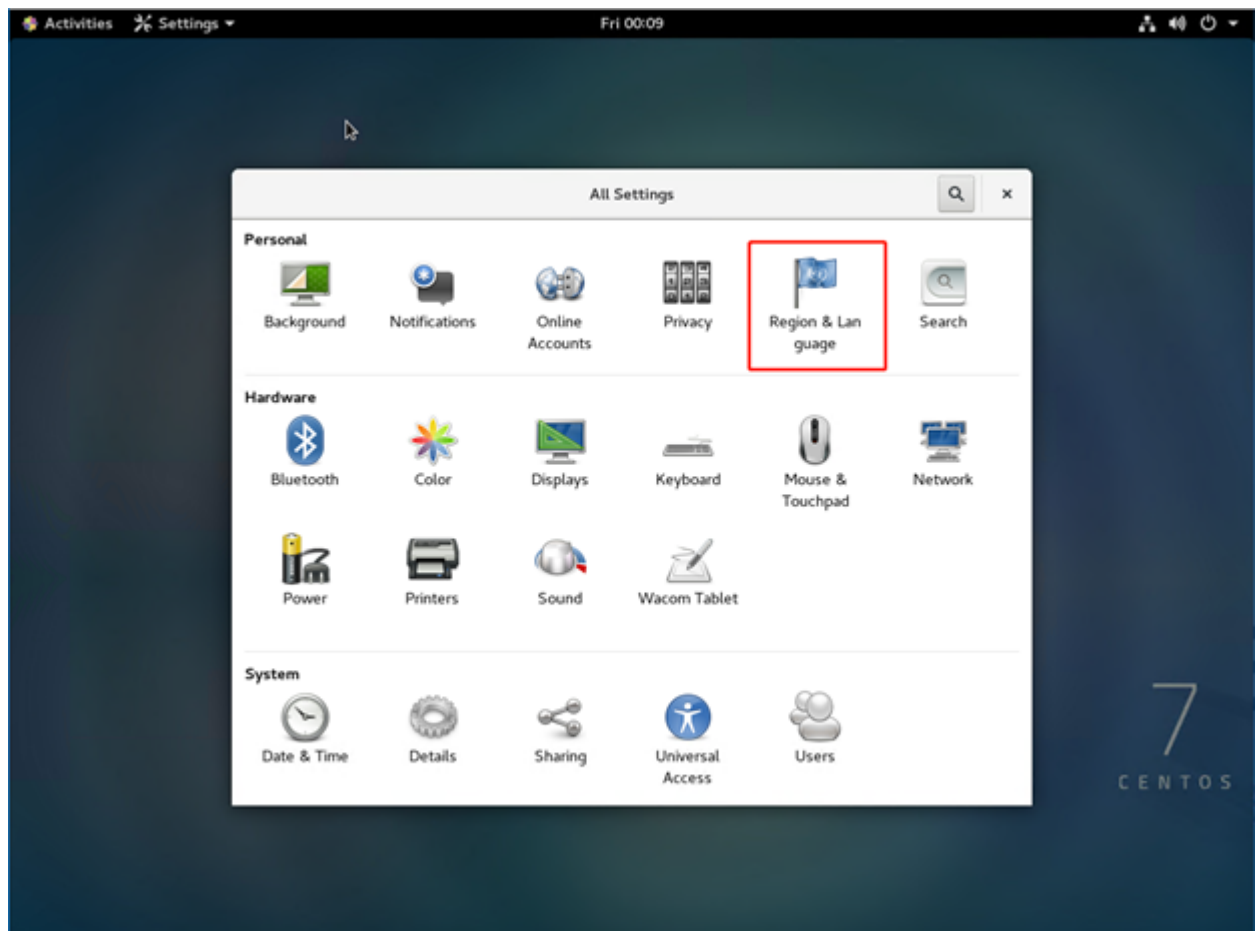 Activities Settings Fri 00:09
All Settings
Personal
Background Notifications Online Privacy Region & Lan Search
Accounts guage
Hardware
Bluetooth Color Displays Keyboard Mouse & Network
Touchpad
Power Printers Sound Wacom Tablet
System
Date & Time Details Sharing Universal Users
Access
7
CENTOS